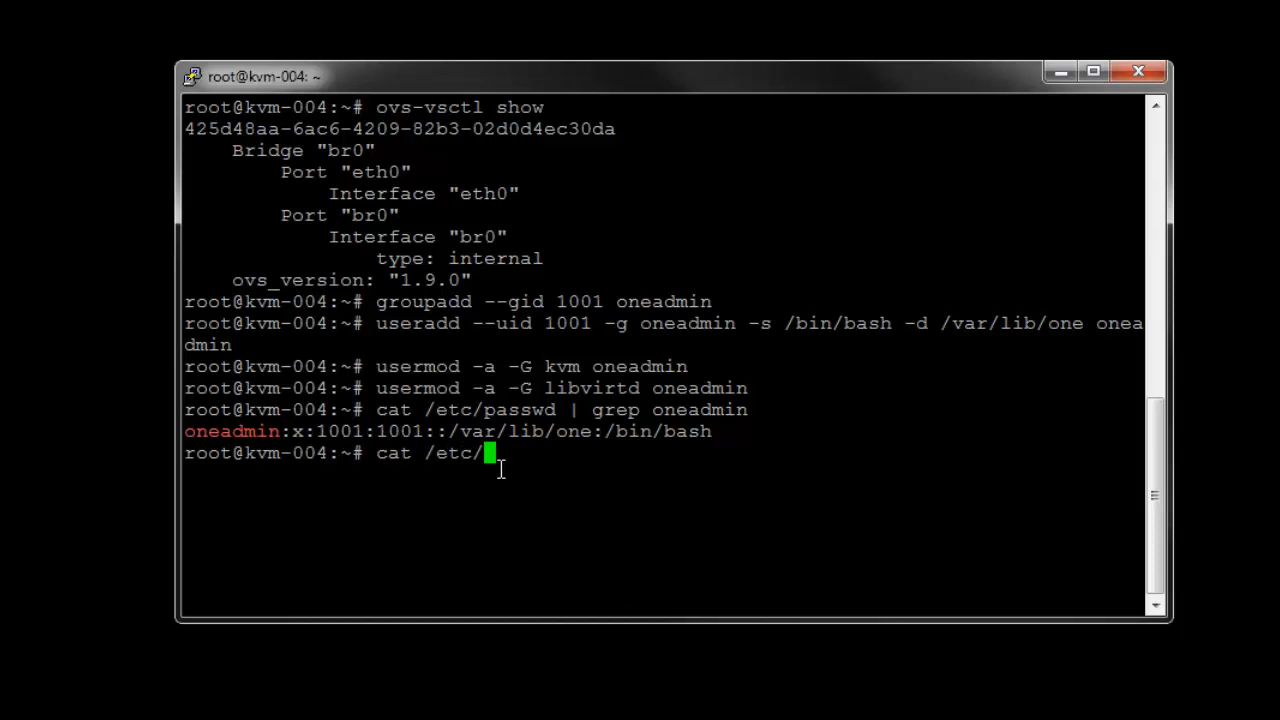 root@kvm-004: ~
root@kvm-004:~# ovs-vsctl show
425d48aa-6ac6-4209-82b3-02d0d4ec30da
    Bridge "br0"
        Port "eth0"
            Interface "eth0"
        Port "br0"
            Interface "br0"
                type: internal
    ovs_version: "1.9.0"
root@kvm-004:~# groupadd --gid 1001 oneadmin
root@kvm-004:~# useradd --uid 1001 -g oneadmin -s /bin/bash -d /var/lib/one onea
dmin
root@kvm-004:~# usermod -a -G kvm oneadmin
root@kvm-004:~# usermod -a -G libvirtd oneadmin
root@kvm-004:~# cat /etc/passwd | grep oneadmin
oneadmin:x:1001:1001::/var/lib/one:/bin/bash
root@kvm-004:~# cat /etc/